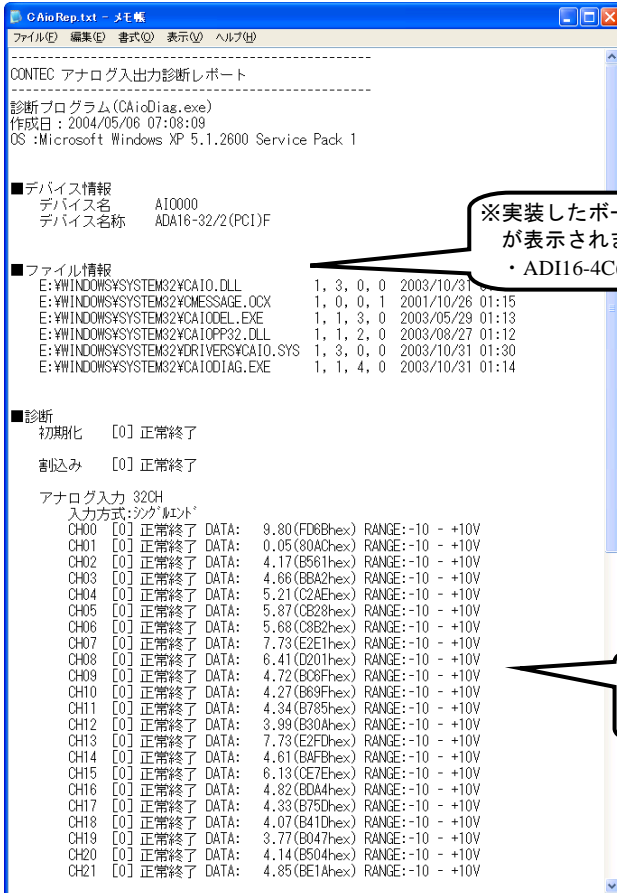 CAioRep.txt - メモ帳
ファイル(F) 編集(E) 書式(O) 表示(V) ヘルプ(H)
--------------------------------------------------
CONTEC アナログ入出力診断レポート
--------------------------------------------------
診断プログラム(CAioDiag.exe)
作成日：2004/05/06 07:08:09
OS :Microsoft Windows XP 5.1.2600 Service Pack 1
■デバイス情報
デバイス名 AIO000
デバイス名称 ADA16-32/2(PCI)F
※実装したボー
が表示されま
・ADI16-4C
■ファイル情報
E:¥WINDOWS¥SYSTEM32¥CAIO.DLL 1, 3, 0, 0 2003/10/31
E:¥WINDOWS¥SYSTEM32¥CMESSAGE.OCX 1, 0, 0, 1 2001/10/26 01:15
E:¥WINDOWS¥SYSTEM32¥CAIODEL.EXE 1, 1, 3, 0 2003/05/29 01:13
E:¥WINDOWS¥SYSTEM32¥CAIOPP32.DLL 1, 1, 2, 0 2003/08/27 01:12
E:¥WINDOWS¥SYSTEM32¥DRIVERS¥CAIO.SYS 1, 3, 0, 0 2003/10/31 01:30
E:¥WINDOWS¥SYSTEM32¥CAIODIAG.EXE 1, 1, 4, 0 2003/10/31 01:14
■診断
初期化 [0] 正常終了
割込み [0] 正常終了
アナログ入力 32CH
入力方式:ｼﾝｸﾞﾙｴﾝﾄﾞ
CH00 [0] 正常終了 DATA: 9.80(FD6Bhex) RANGE:-10 - +10V
CH01 [0] 正常終了 DATA: 0.05(80AChex) RANGE:-10 - +10V
CH02 [0] 正常終了 DATA: 4.17(B561hex) RANGE:-10 - +10V
CH03 [0] 正常終了 DATA: 4.66(BBA2hex) RANGE:-10 - +10V
CH04 [0] 正常終了 DATA: 5.21(C2AEhex) RANGE:-10 - +10V
CH05 [0] 正常終了 DATA: 5.87(CB28hex) RANGE:-10 - +10V
CH06 [0] 正常終了 DATA: 5.68(C8B2hex) RANGE:-10 - +10V
CH07 [0] 正常終了 DATA: 7.73(E2E1hex) RANGE:-10 - +10V
CH08 [0] 正常終了 DATA: 6.41(D201hex) RANGE:-10 - +10V
CH09 [0] 正常終了 DATA: 4.72(BC6Fhex) RANGE:-10 - +10V
CH10 [0] 正常終了 DATA: 4.27(B69Fhex) RANGE:-10 - +10V
CH11 [0] 正常終了 DATA: 4.34(B785hex) RANGE:-10 - +10V
CH12 [0] 正常終了 DATA: 3.99(B30Ahex) RANGE:-10 - +10V
CH13 [0] 正常終了 DATA: 7.73(E2FDhex) RANGE:-10 - +10V
CH14 [0] 正常終了 DATA: 4.61(BAFBhex) RANGE:-10 - +10V
CH15 [0] 正常終了 DATA: 6.13(CE7Ehex) RANGE:-10 - +10V
CH16 [0] 正常終了 DATA: 4.82(BDA4hex) RANGE:-10 - +10V
CH17 [0] 正常終了 DATA: 4.33(B75Dhex) RANGE:-10 - +10V
CH18 [0] 正常終了 DATA: 4.07(B41Dhex) RANGE:-10 - +10V
CH19 [0] 正常終了 DATA: 3.77(B047hex) RANGE:-10 - +10V
CH20 [0] 正常終了 DATA: 4.14(B504hex) RANGE:-10 - +10V
CH21 [0] 正常終了 DATA: 4.85(BE1Ahex) RANGE:-10 - +10V